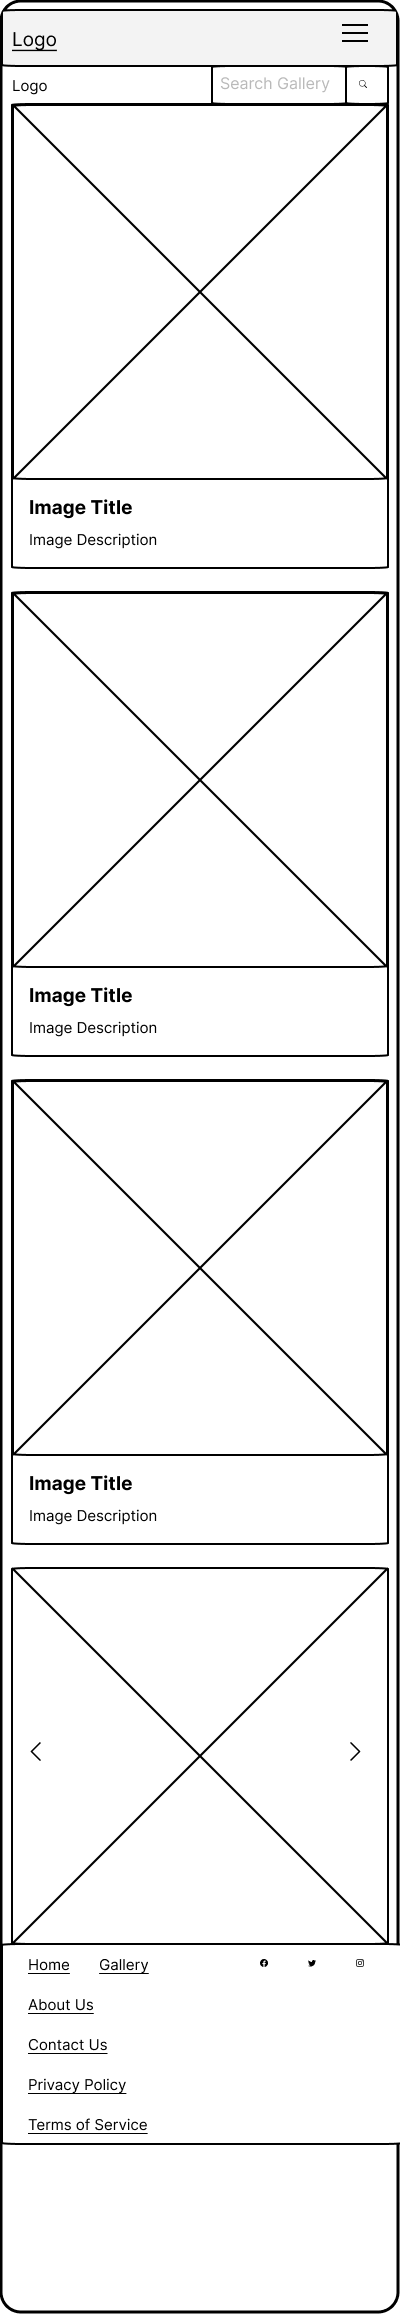 Logo
Logo
Search Gallery
Image Title
Image Description
Image Title
Image Description
Image Title
Image Description
Home Gallery
About Us
Contact Us
Privacy Policy
Terms of Service